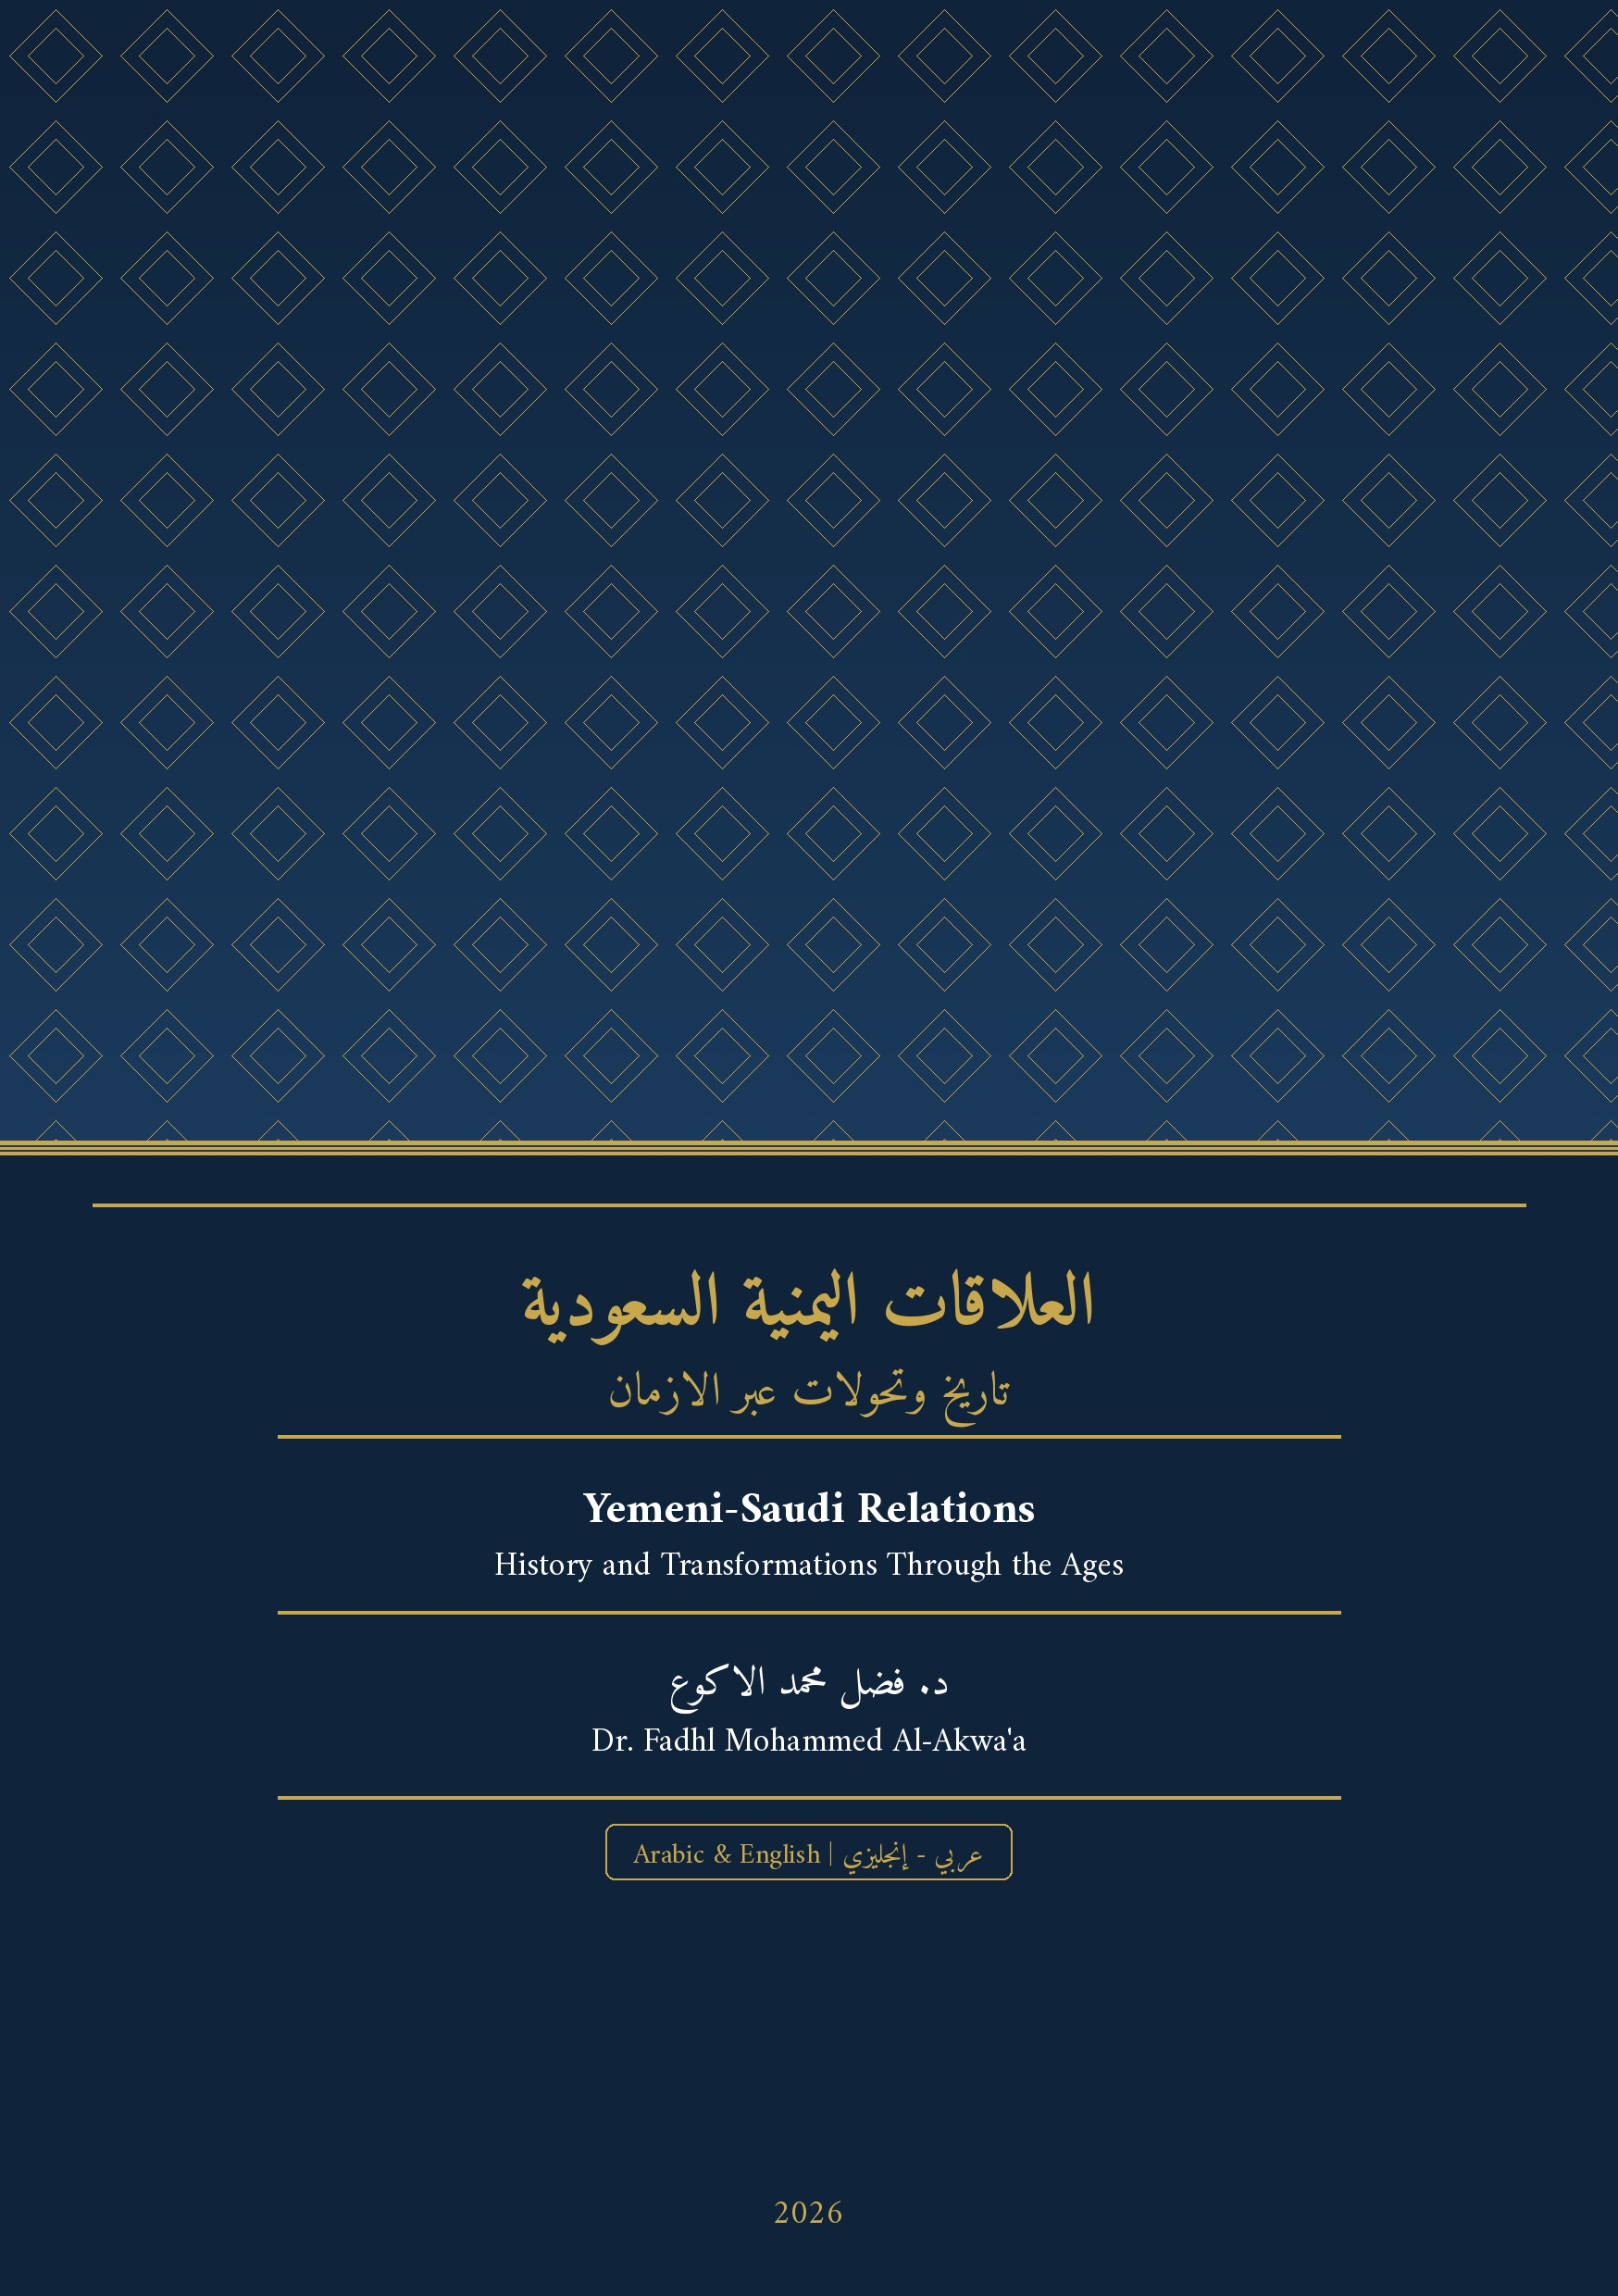 العلاقات اليمنية السعودية
تاريخ وتحولات عبر الازمان
Yemeni-Saudi Relations
History and Transformations Through the Ages
د. فضل محمد الاكوع
Dr. Fadhl Mohammed Al-Akwa'a
Arabic & English | عربي - إنجليزي
2026